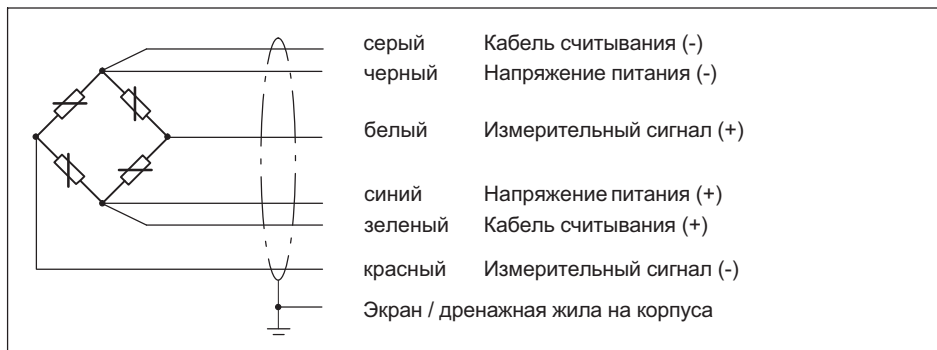 серый Кабель считывания (-)
черный Напряжение питания (-)
белый Измерительный сигнал (+)
синий Напряжение питания (+)
зеленый Кабель считывания (+)
красный Измерительный сигнал (-)
Экран / дренажная жила на корпуса